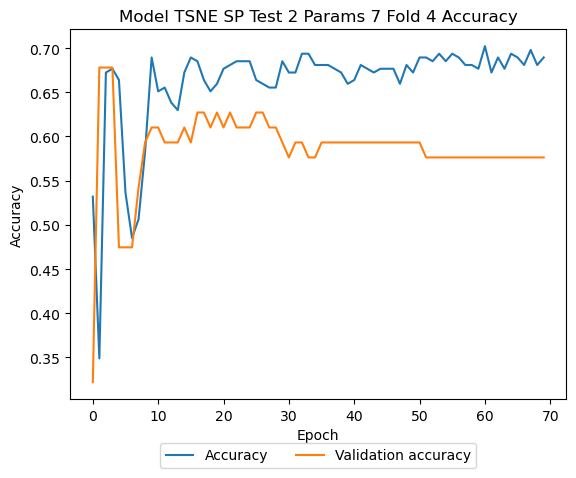 Model TSNE SP Test 2 Params 7 Fold 4 Accuracy
0.70
0.65
0.60
0.55
0.50
0.45
0.40
0.35
Accuracy
0 10 20 30 40 50 60 70
Epoch
Accuracy Validation accuracy